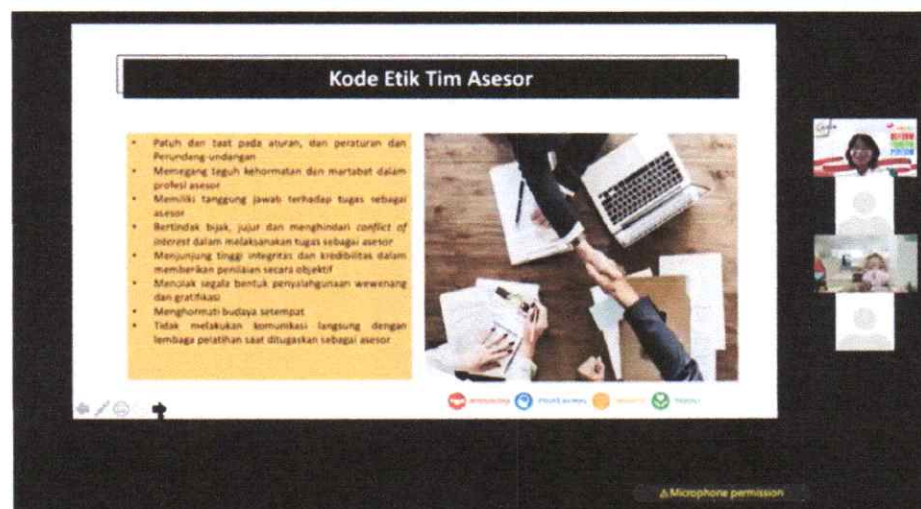 Kode Etik Tim Asesor
• Patuh dan taat pada aturan, dan peraturan dan
Perundang-undangan
• Memegang teguh kehormatan dan martabat dalam
profesi asesor
• Memiliki tanggung jawab terhadap tugas sebagai
asesor
• Bertindak bijak, jujur dan menghindari conflict of
interest dalam melaksanakan tugas sebagai asesor
• Menjunjung tinggi integritas dan kredibilitas dalam
memberikan penilaian secara objektif
• Menolak segala bentuk penyalahgunaan wewenang
dan gratifikasi
• Menghormati budaya setempat
• Tidak melakukan komunikasi langsung dengan
lembaga pelatihan saat ditugaskan sebagai asesor
Microphone permission